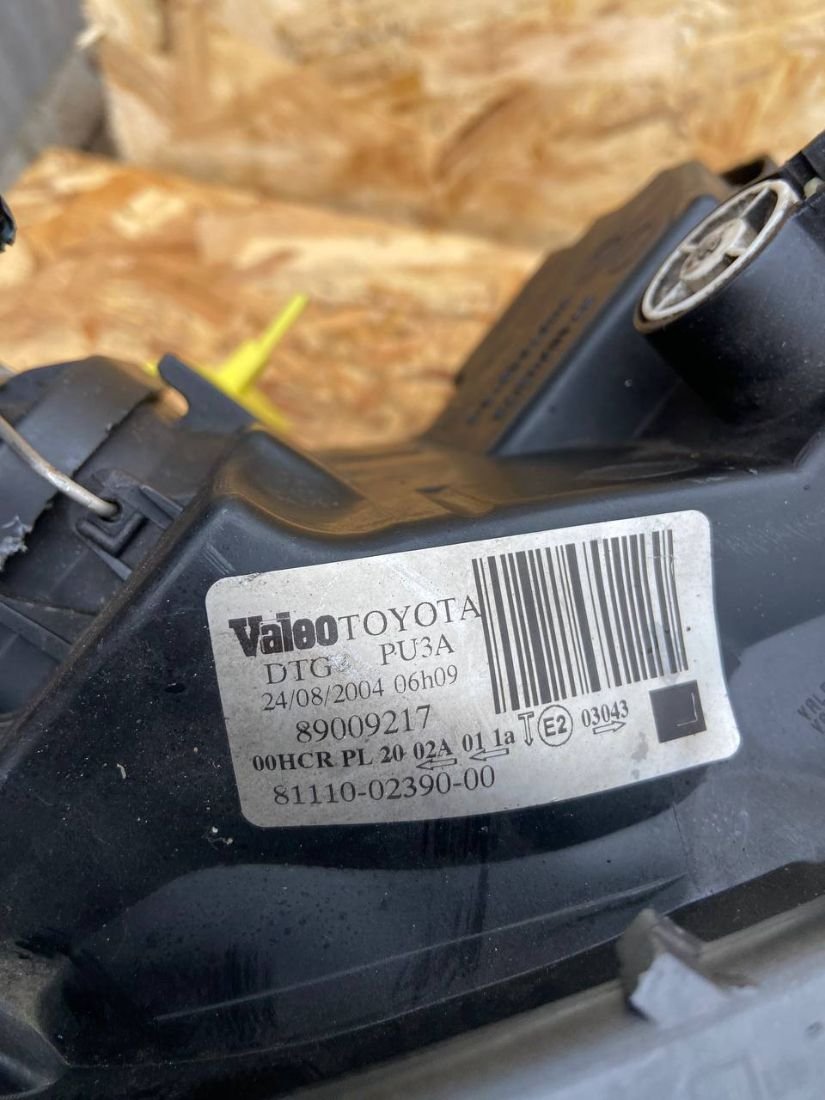 Valeo TOYOTA
PU3A
24/08/2004 06h09
89009217
00HCR PL 20 02A 01 1a E2 03043
81110-02390-00